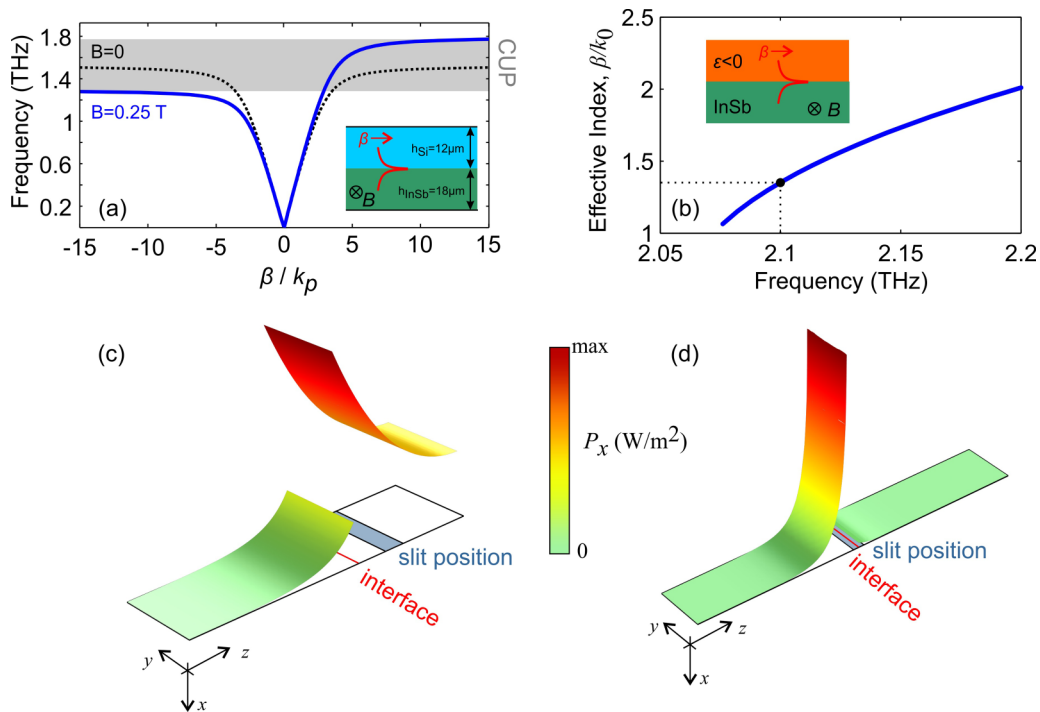 1.8
1.4
1
0.6
0.2
Frequency (THz)
B=0
B=0.25 T
CUP
β
h_Si=12μm
h_InSb=18μm
⊗B
(a)
-15 -10 -5 0 5 10 15
β / k_p
2.5
2
1.5
1
Effective Index, β/k_0
β
ε<0
InSb
⊗ B
(b)
2.05 2.1 2.15 2.2
Frequency (THz)
(c)
slit position
interface
y
z
x
max
P_x (W/m²)
0
(d)
slit position
interface
y
z
x